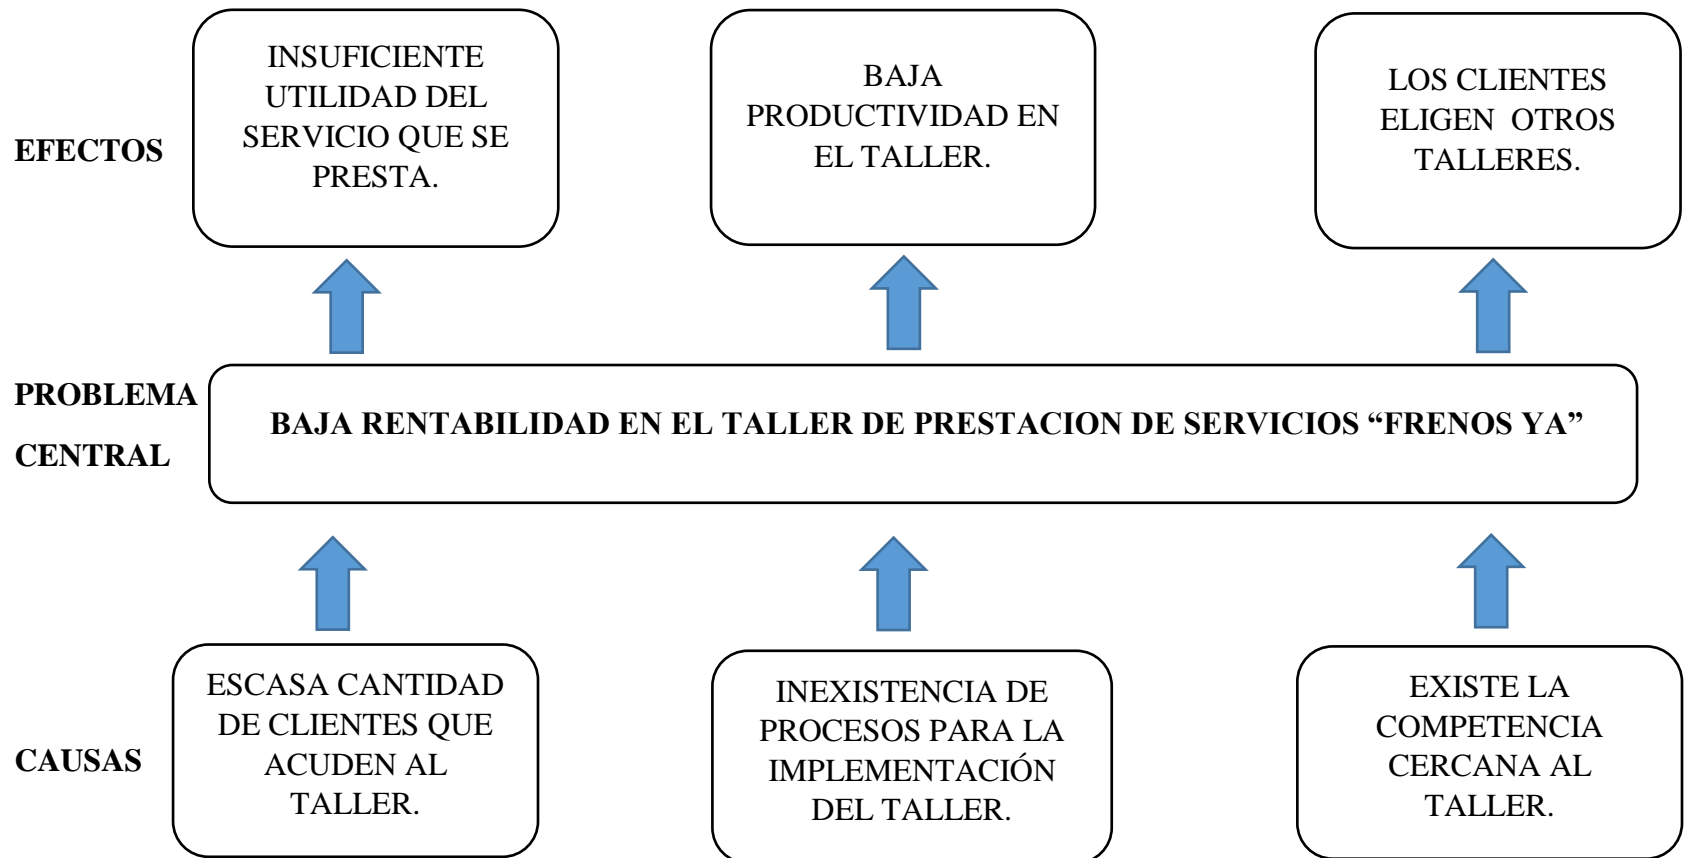 EFECTOS
INSUFICIENTE
UTILIDAD DEL
SERVICIO QUE SE
PRESTA.
BAJA
PRODUCTIVIDAD EN
EL TALLER.
LOS CLIENTES
ELIGEN OTROS
TALLERES.
PROBLEMA
CENTRAL
BAJA RENTABILIDAD EN EL TALLER DE PRESTACION DE SERVICIOS “FRENOS YA”
CAUSAS
ESCASA CANTIDAD
DE CLIENTES QUE
ACUDEN AL
TALLER.
INEXISTENCIA DE
PROCESOS PARA LA
IMPLEMENTACIÓN
DEL TALLER.
EXISTE LA
COMPETENCIA
CERCANA AL
TALLER.